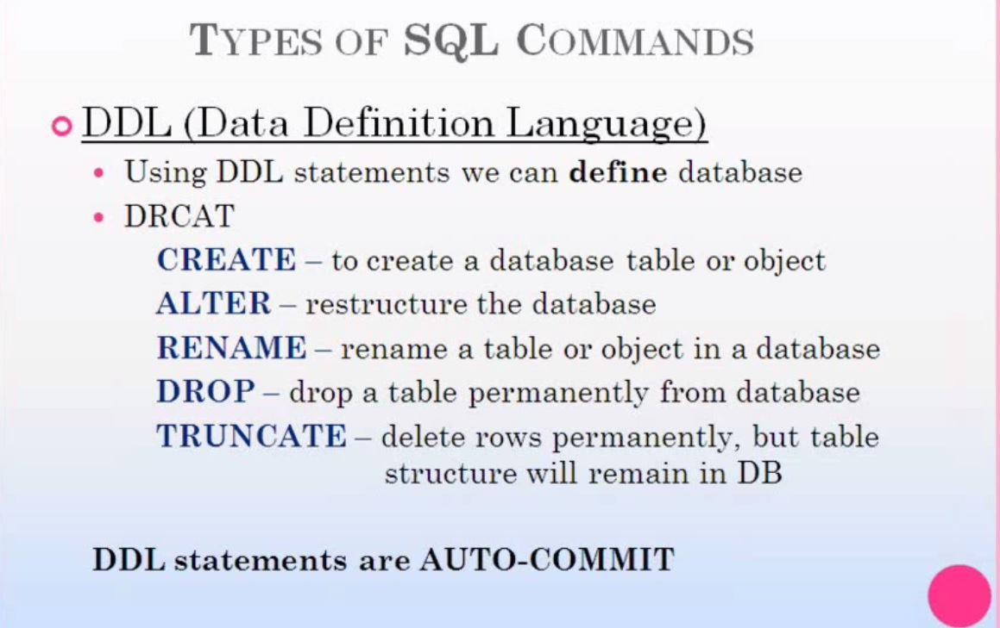 TYPES OF SQL COMMANDS
DDL (Data Definition Language)
Using DDL statements we can define database
DRCAT
CREATE – to create a database table or object
ALTER – restructure the database
RENAME – rename a table or object in a database
DROP – drop a table permanently from database
TRUNCATE – delete rows permanently, but table
structure will remain in DB
DDL statements are AUTO-COMMIT